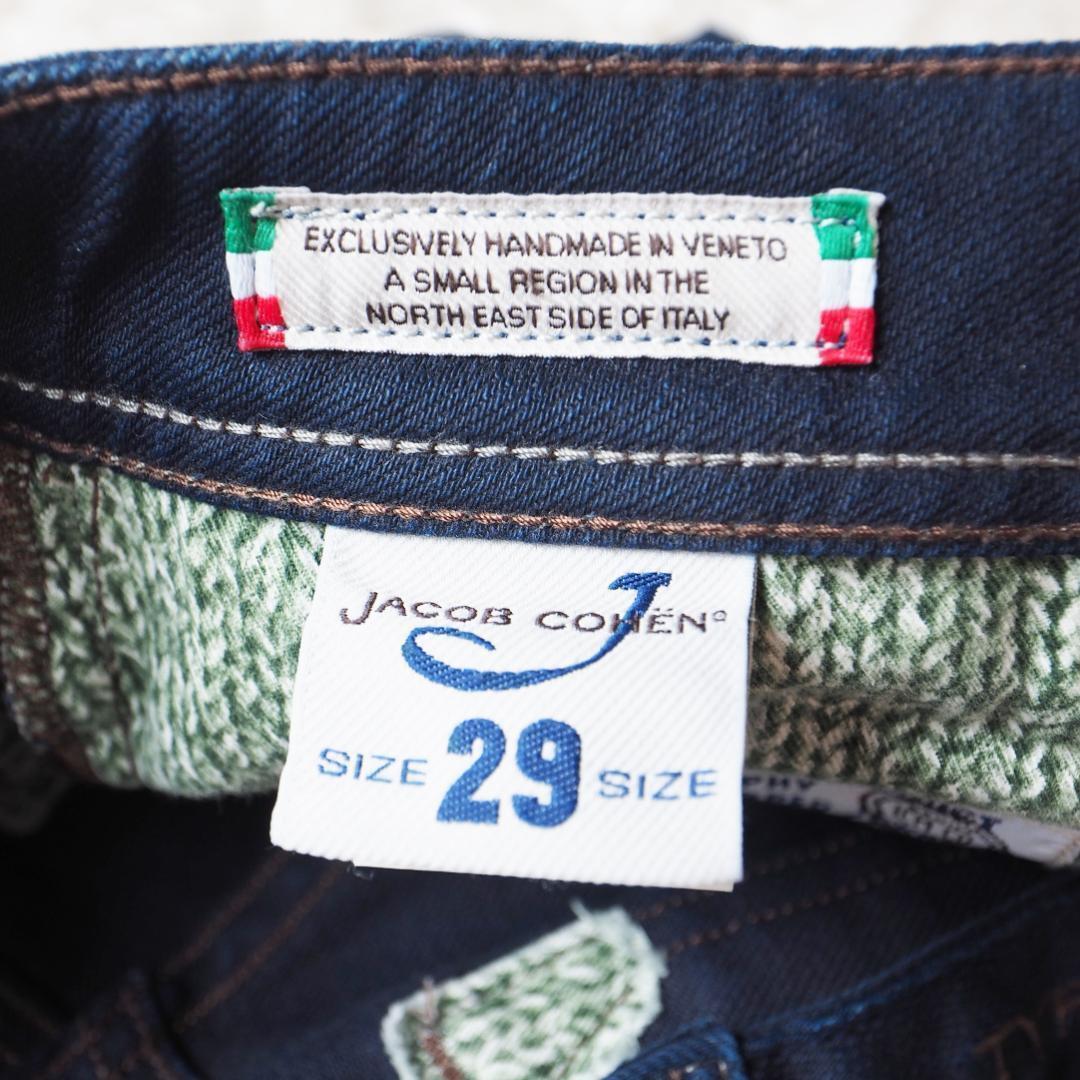 EXCLUSIVELY HANDMADE IN VENETO
A SMALL REGION IN THE
NORTH EAST SIDE OF ITALY
JACOB COHËN
SIZE 29 SIZE